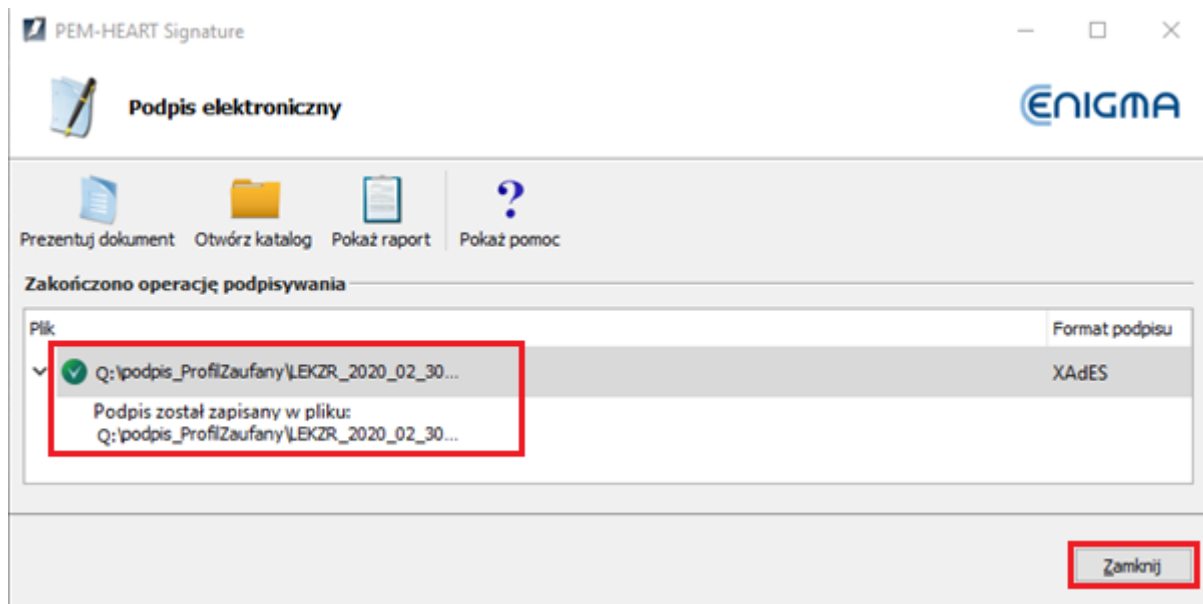 PEM-HEART Signature
Podpis elektroniczny
ENIGMA
Prezentuj dokument Otwórz katalog Pokaż raport Pokaż pomoc
Zakończono operację podpisywania
Plik Format podpisu
Q:\podpis_ProfilZaufany\LEKZR_2020_02_30... XAdES
Podpis został zapisany w pliku:
Q:\podpis_ProfilZaufany\LEKZR_2020_02_30...
Zamknij